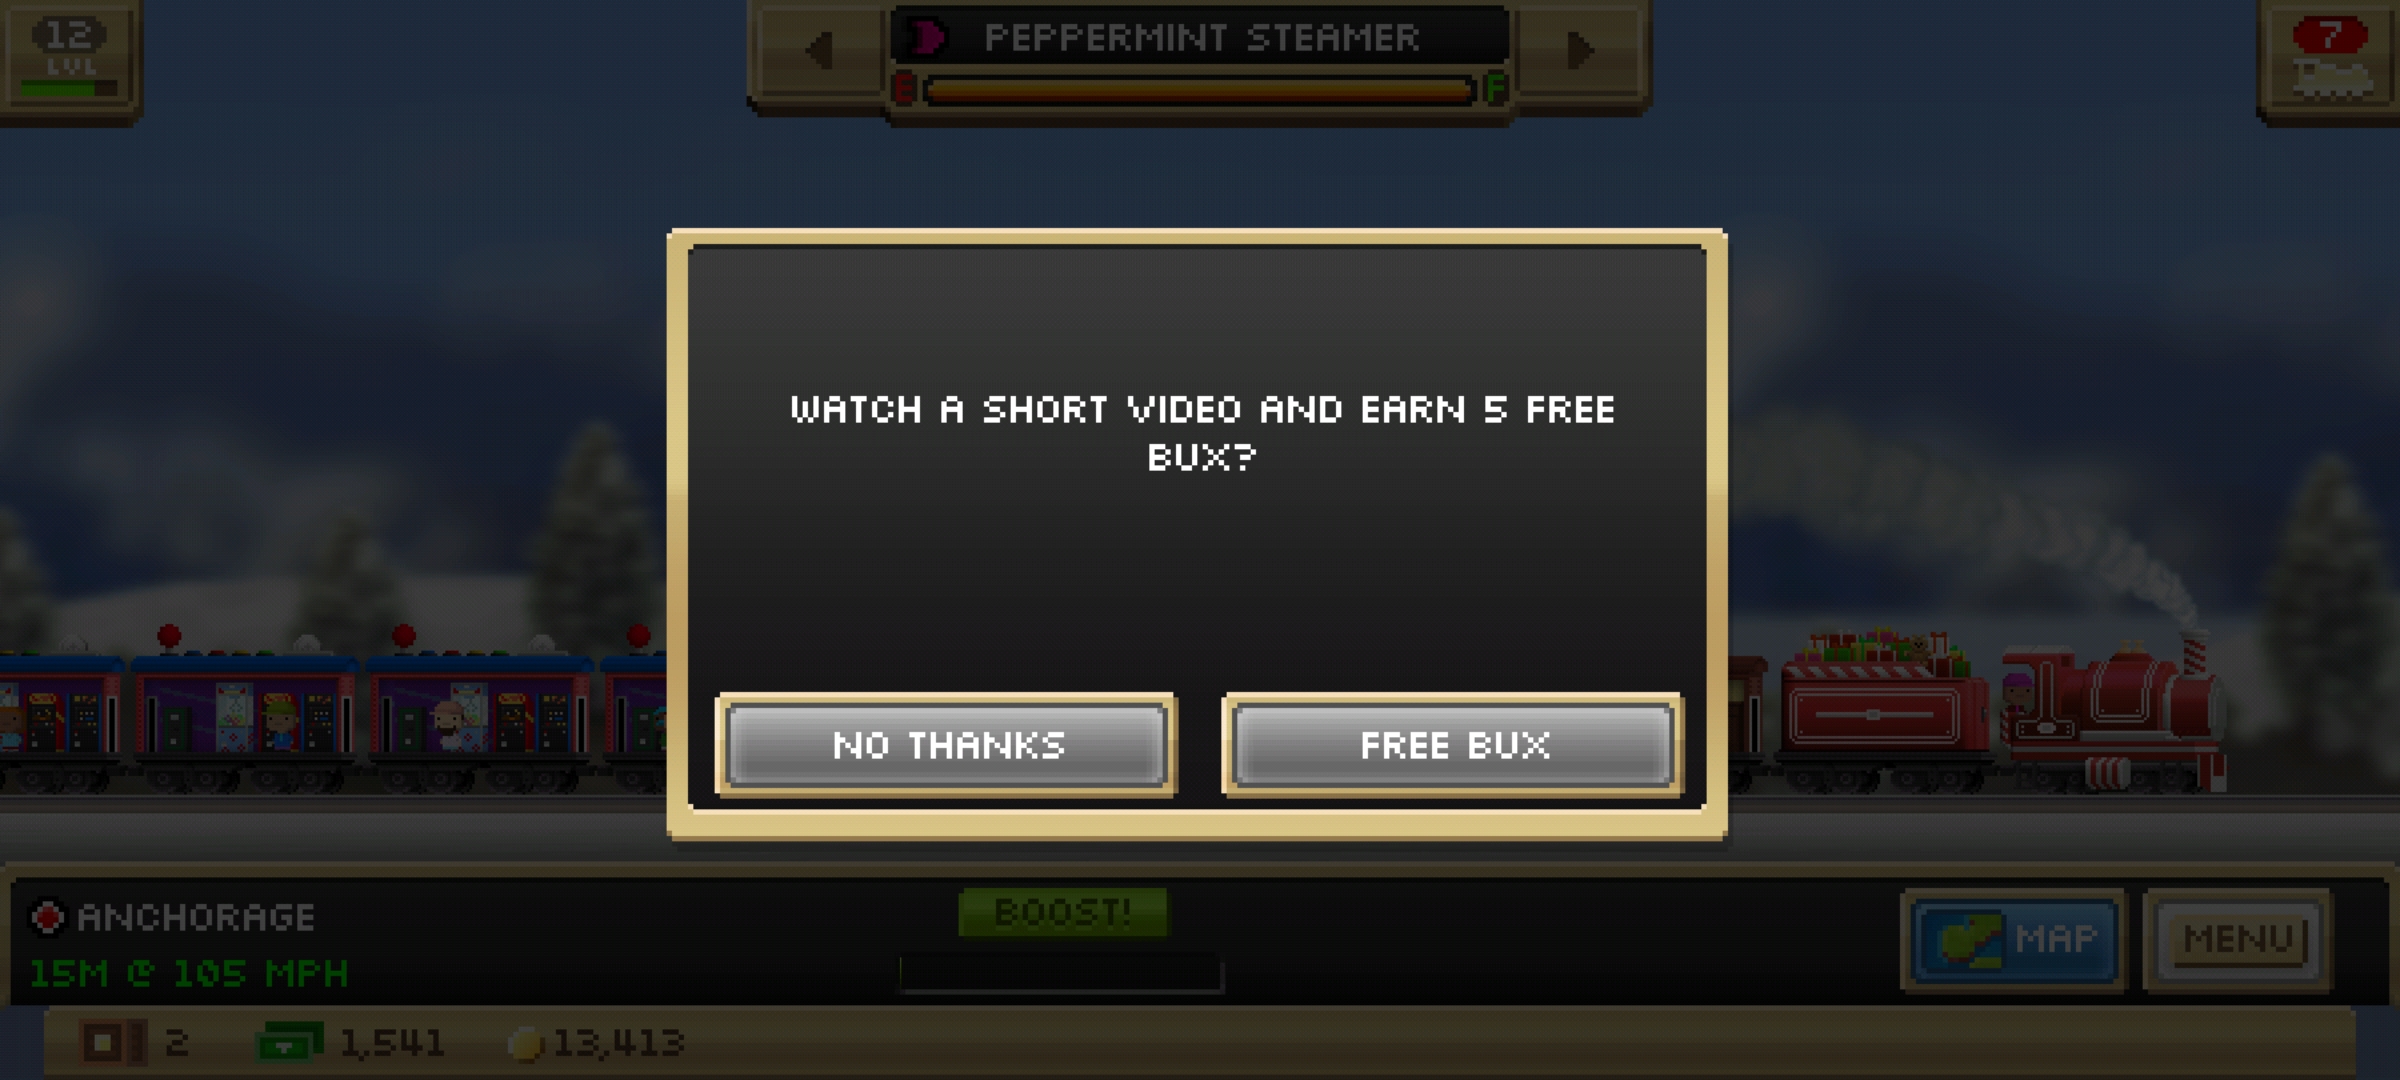 12
LVL
PEPPERMINT STEAMER
E F
7
WATCH A SHORT VIDEO AND EARN 5 FREE
BUX?
NO THANKS
FREE BUX
ANCHORAGE
15M @ 105 MPH
BOOST!
MAP
MENU
2
1,541
13,413